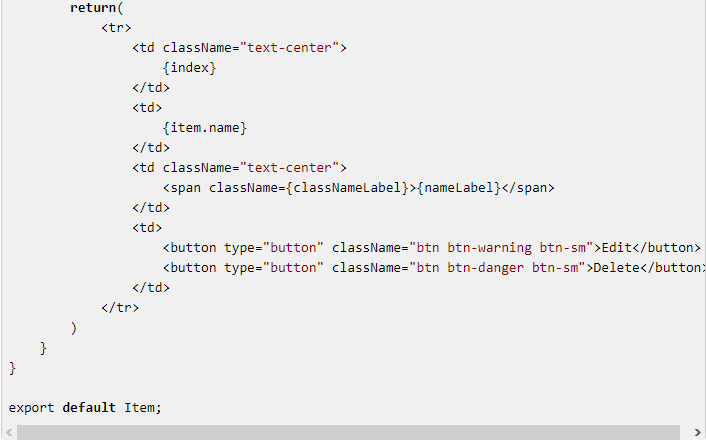 return(
            <tr>
                <td className="text-center">
                    {index}
                </td>
                <td>
                    {item.name}
                </td>
                <td className="text-center">
                    <span className={classNameLabel}>{nameLabel}</span>
                </td>
                <td>
                    <button type="button" className="btn btn-warning btn-sm">Edit</button>
                    <button type="button" className="btn btn-danger btn-sm">Delete</button>
                </td>
            </tr>
        )
    }
}

export default Item;